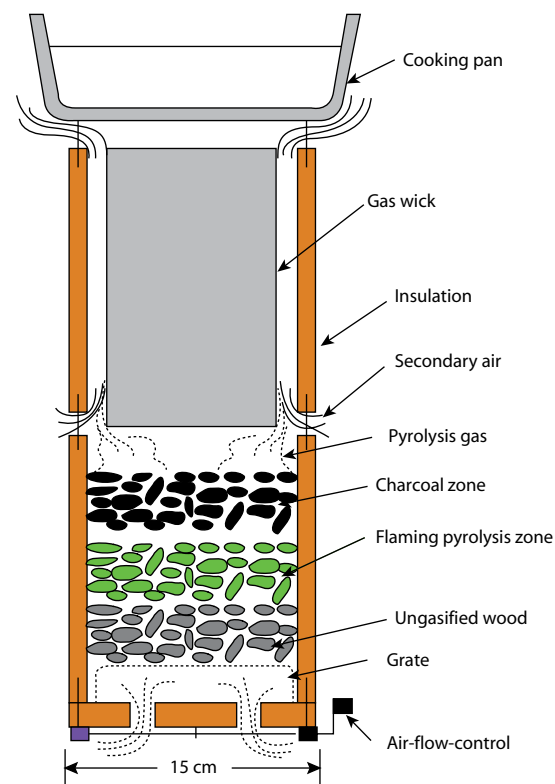 Cooking pan
Gas wick
Insulation
Secondary air
Pyrolysis gas
Charcoal zone
Flaming pyrolysis zone
Ungasified wood
Grate
Air-flow-control
15 cm